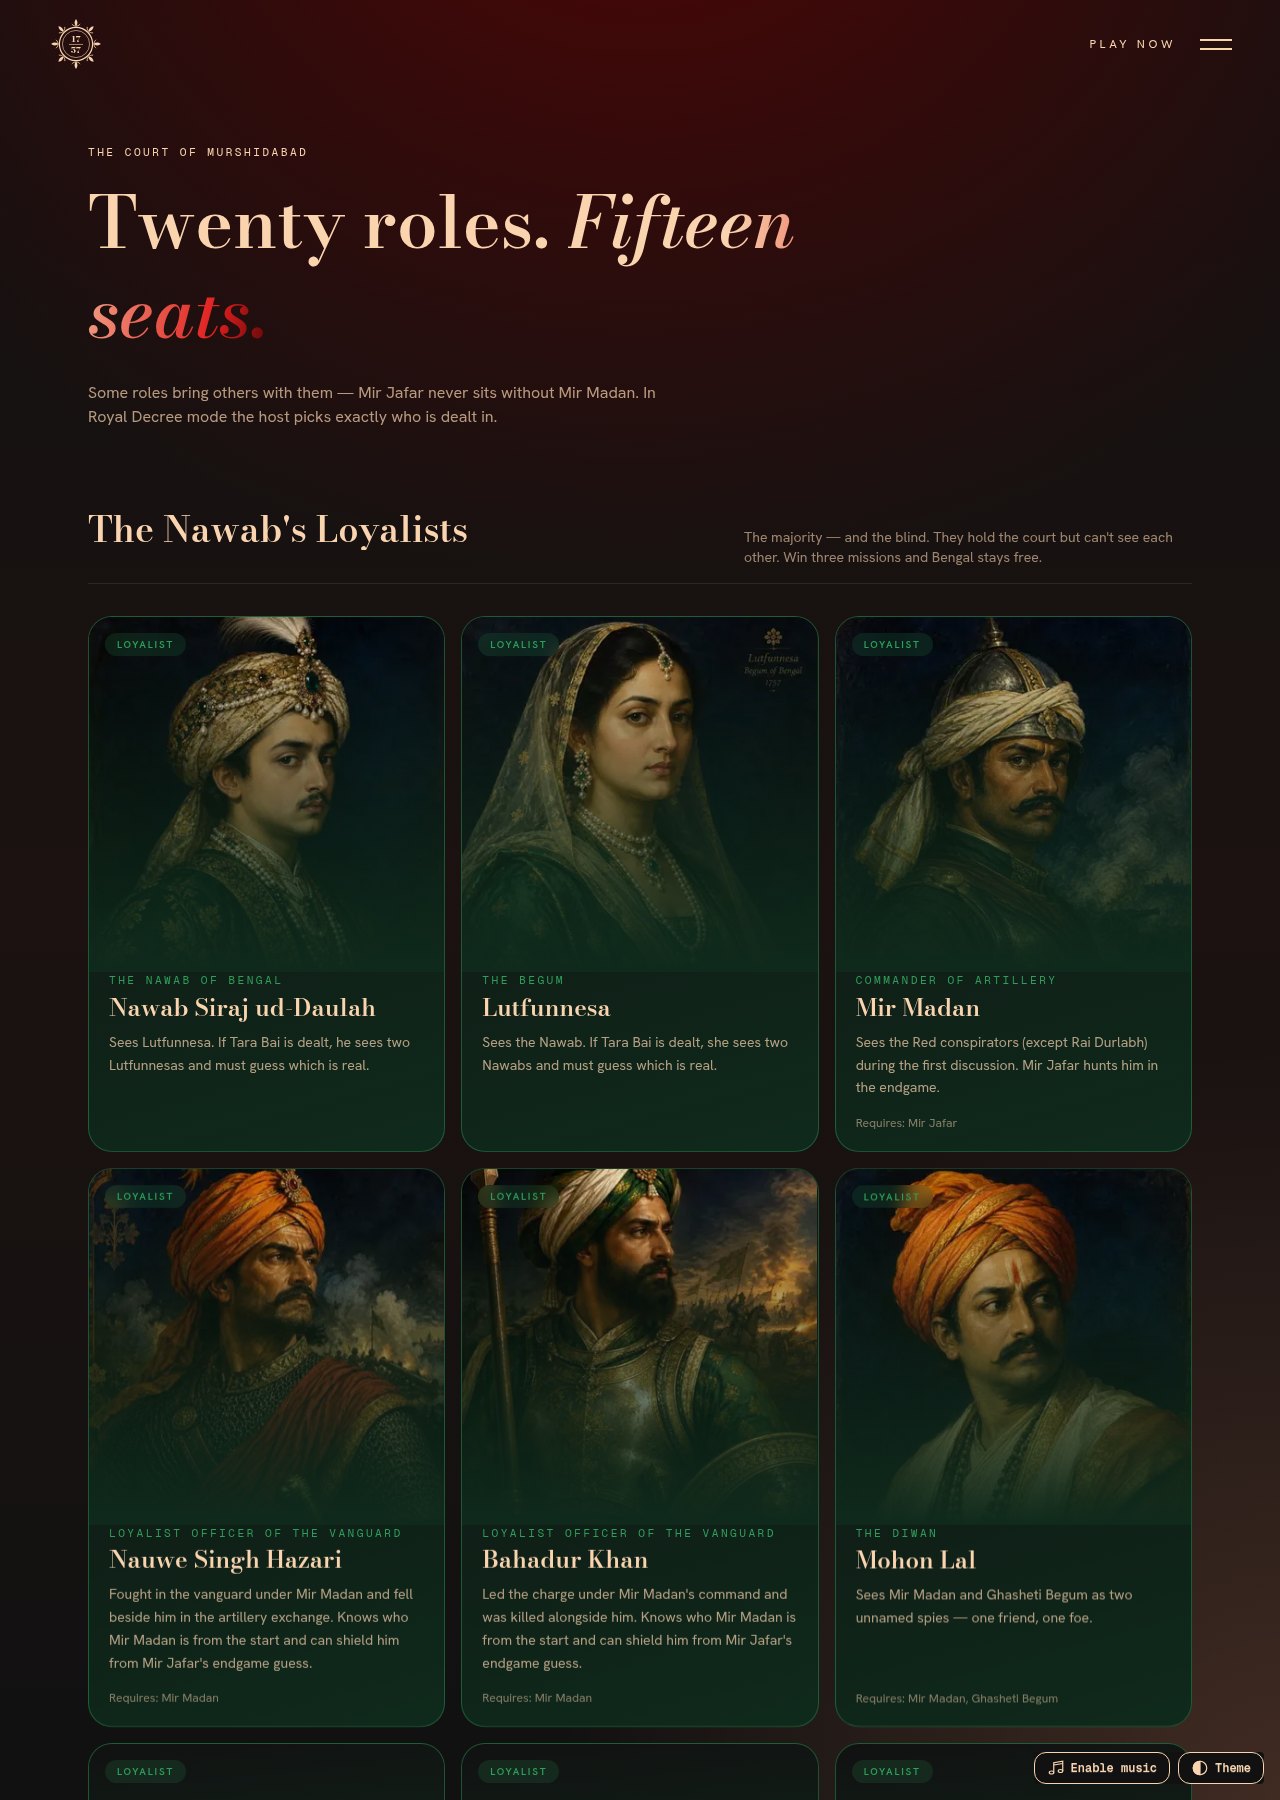 17
57
PLAY NOW
THE COURT OF MURSHIDABAD
Twenty roles. Fifteen
seats.
Some roles bring others with them — Mir Jafar never sits without Mir Madan. In
Royal Decree mode the host picks exactly who is dealt in.
The Nawab's Loyalists
The majority — and the blind. They hold the court but can't see each
other. Win three missions and Bengal stays free.
LOYALIST
THE NAWAB OF BENGAL
Nawab Siraj ud-Daulah
Sees Lutfunnesa. If Tara Bai is dealt, he sees two
Lutfunnesas and must guess which is real.
LOYALIST
Lutfunnesa
Begum of Bengal
1757
THE BEGUM
Lutfunnesa
Sees the Nawab. If Tara Bai is dealt, she sees two
Nawabs and must guess which is real.
LOYALIST
COMMANDER OF ARTILLERY
Mir Madan
Sees the Red conspirators (except Rai Durlabh)
during the first discussion. Mir Jafar hunts him in
the endgame.
Requires: Mir Jafar
LOYALIST
LOYALIST OFFICER OF THE VANGUARD
Nauwe Singh Hazari
Fought in the vanguard under Mir Madan and fell
beside him in the artillery exchange. Knows who
Mir Madan is from the start and can shield him
from Mir Jafar's endgame guess.
Requires: Mir Madan
LOYALIST
LOYALIST OFFICER OF THE VANGUARD
Bahadur Khan
Led the charge under Mir Madan's command and
was killed alongside him. Knows who Mir Madan is
from the start and can shield him from Mir Jafar's
endgame guess.
Requires: Mir Madan
LOYALIST
THE DIWAN
Mohon Lal
Sees Mir Madan and Ghasheti Begum as two
unnamed spies — one friend, one foe.
Requires: Mir Madan, Ghasheti Begum
LOYALIST
LOYALIST
LOYALIST
Enable music
Theme